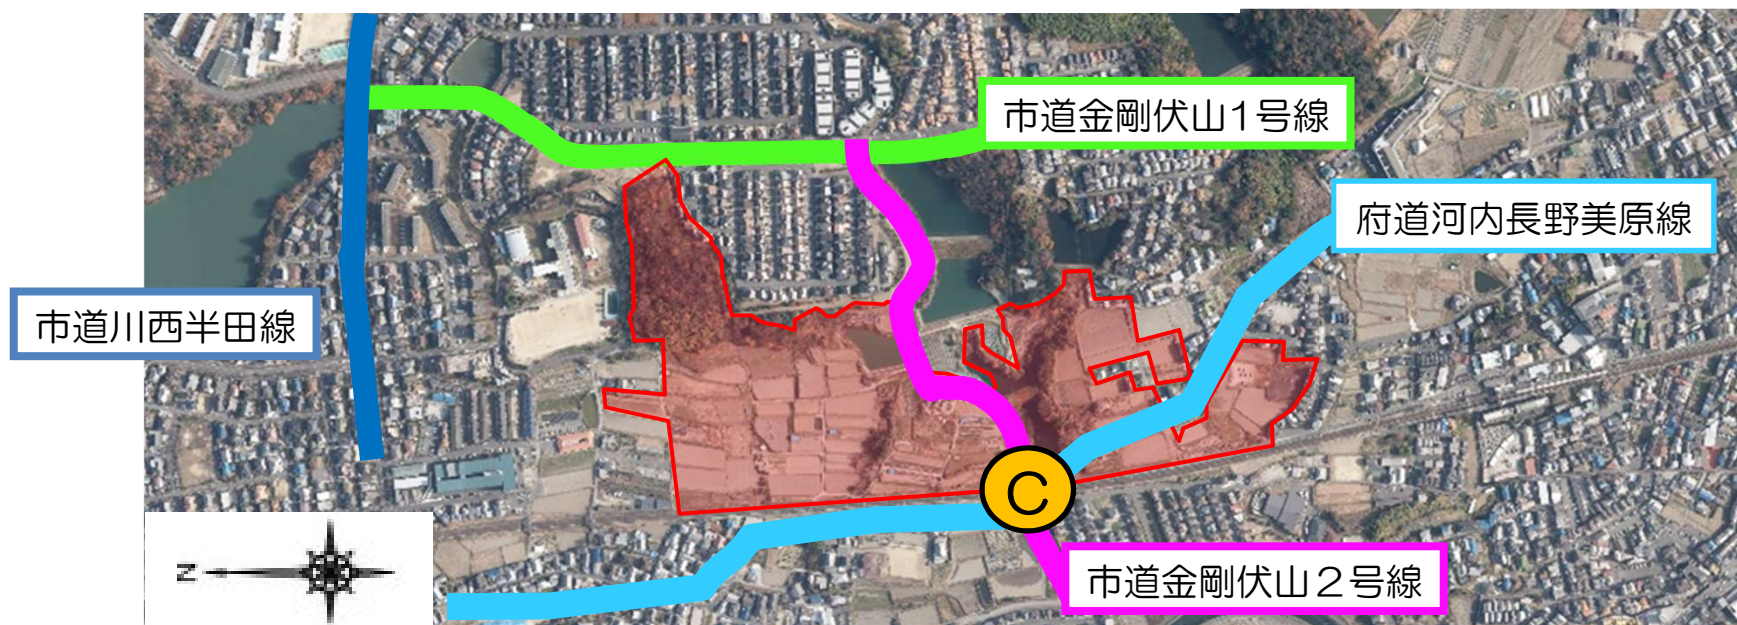 市道金剛伏山1号線
府道河内長野美原線
市道川西半田線
C
N
市道金剛伏山２号線